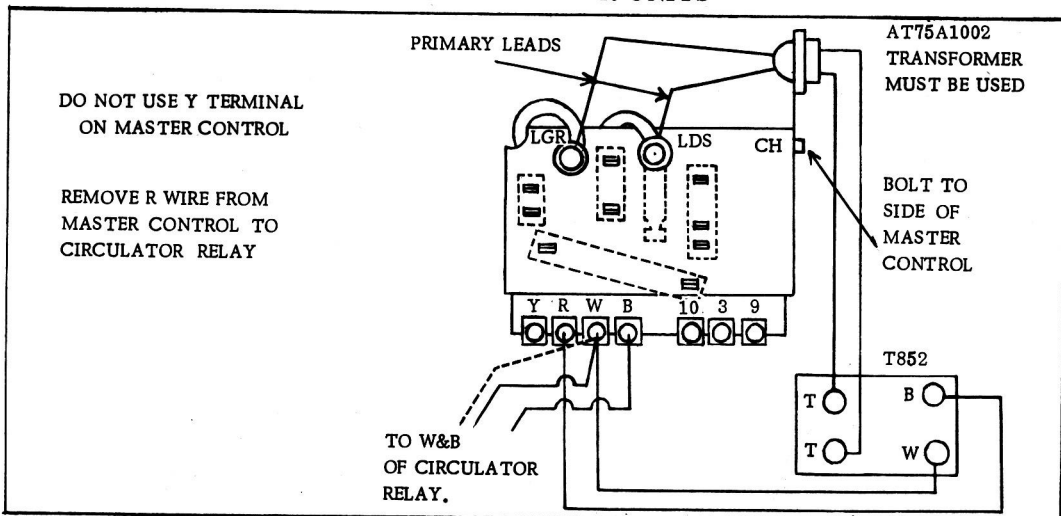 PRIMARY LEADS
AT75A1002
TRANSFORMER
MUST BE USED
DO NOT USE Y TERMINAL
ON MASTER CONTROL
LGR
LDS
CH
REMOVE R WIRE FROM
MASTER CONTROL TO
CIRCULATOR RELAY
BOLT TO
SIDE OF
MASTER
CONTROL
Y R W B 10 3 9
T852
T B
T W
TO W&B
OF CIRCULATOR
RELAY.